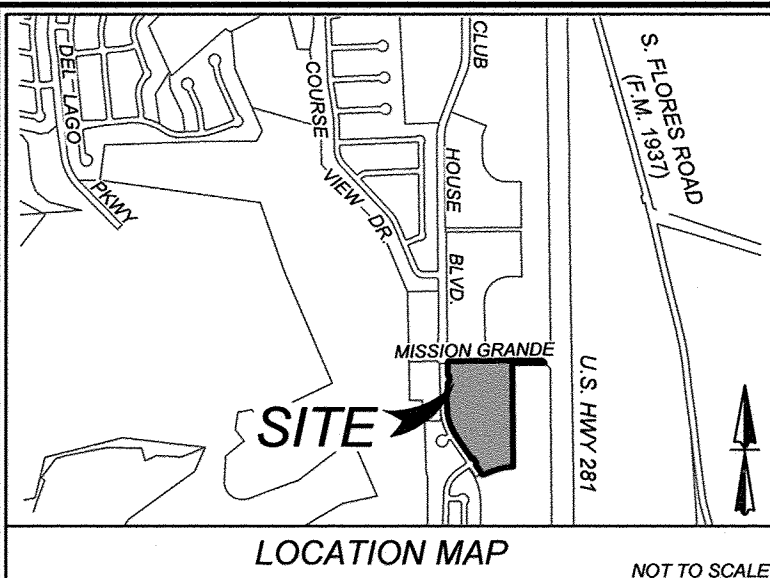 DEL LAGO
PKWY
COURSE
VIEW DR.
CLUB
HOUSE
BLVD.
S. FLORES ROAD
(F.M. 1937)
MISSION GRANDE
U.S. HWY 281
SITE
LOCATION MAP
NOT TO SCALE